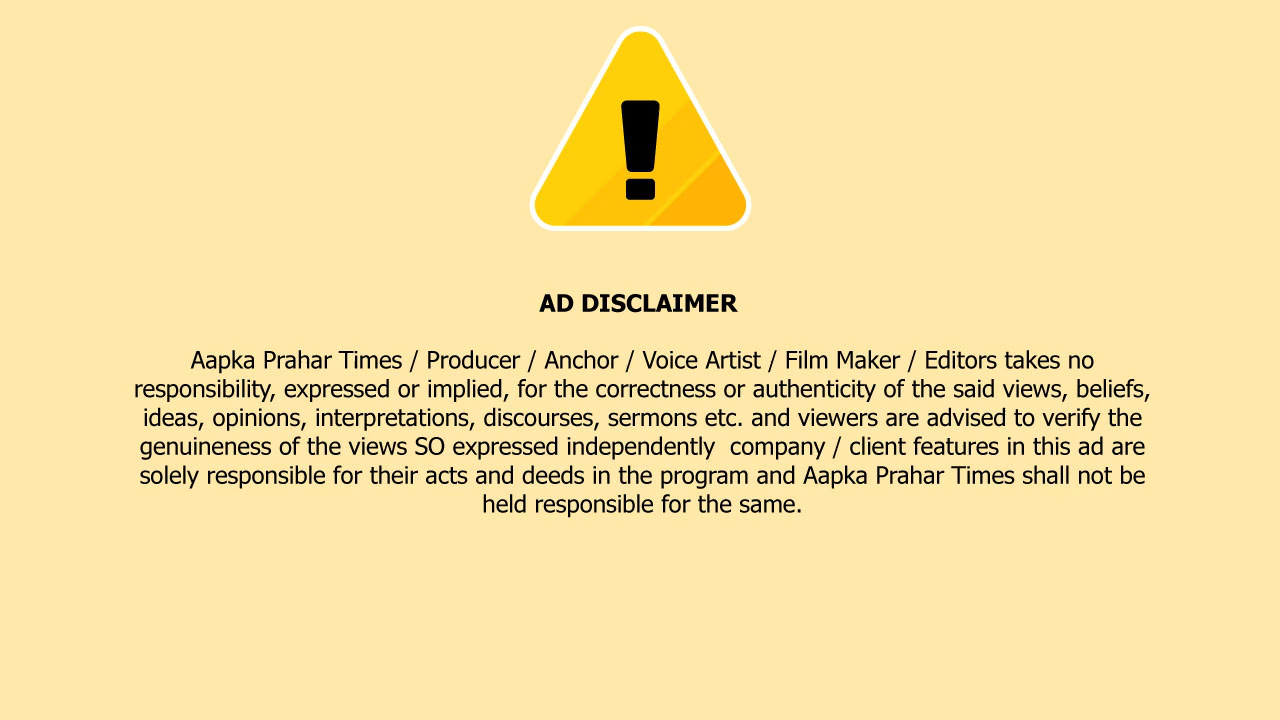 AD DISCLAIMER
Aapka Prahar Times / Producer / Anchor / Voice Artist / Film Maker / Editors takes no
responsibility, expressed or implied, for the correctness or authenticity of the said views, beliefs,
ideas, opinions, interpretations, discourses, sermons etc. and viewers are advised to verify the
genuineness of the views SO expressed independently  company / client features in this ad are
solely responsible for their acts and deeds in the program and Aapka Prahar Times shall not be
held responsible for the same.